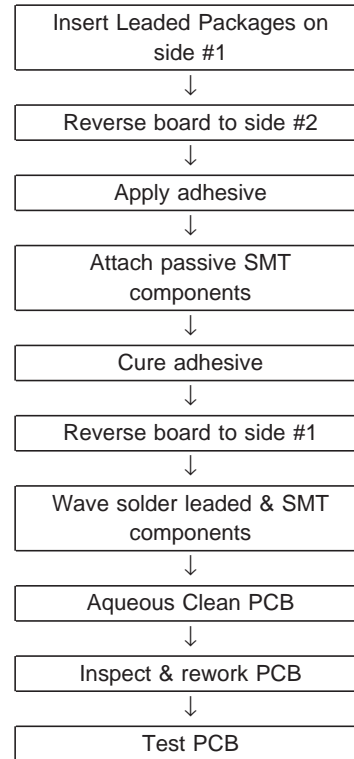 Insert Leaded Packages on
side #1
↓
Reverse board to side #2
↓
Apply adhesive
↓
Attach passive SMT
components
↓
Cure adhesive
↓
Reverse board to side #1
↓
Wave solder leaded & SMT
components
↓
Aqueous Clean PCB
↓
Inspect & rework PCB
↓
Test PCB